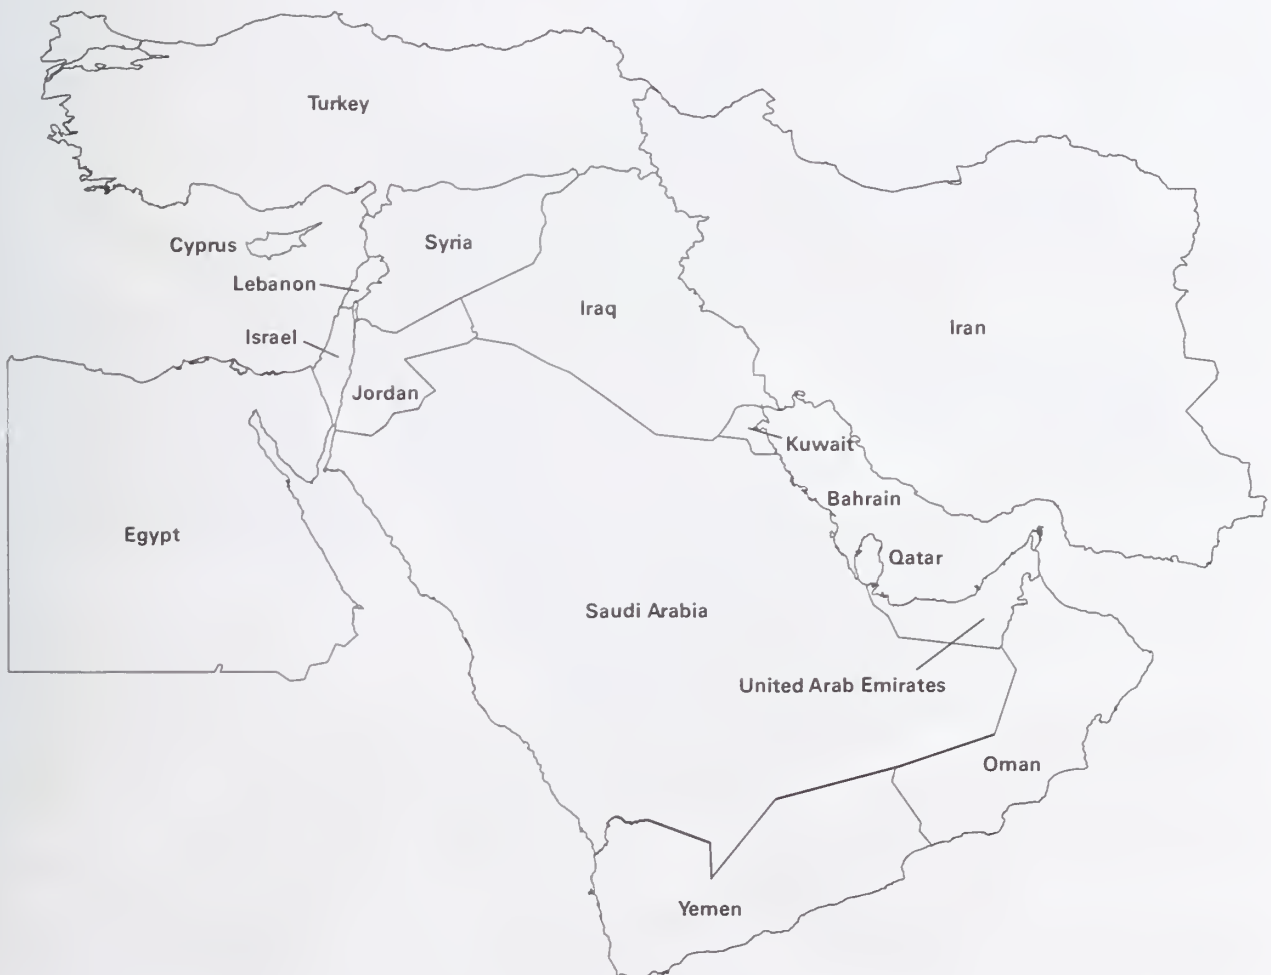 Turkey
Cyprus
Syria
Lebanon
Iraq
Israel
Iran
Jordan
Kuwait
Bahrain
Egypt
Qatar
Saudi Arabia
United Arab Emirates
Oman
Yemen